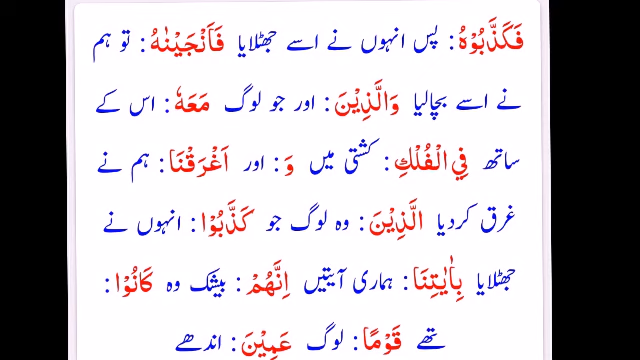 فَكَذَّبُوْهُ: پس انہوں نے اسے جھٹلایا فَاَنْجَيْنٰهُ: تو ہم
نے اسے بچالیا وَالَّذِيْنَ: اور جو لوگ مَعَهٗ: اس کے
ساتھ فِي الْفُلْكِ: کشتی میں وَ: اور اَغْرَقْنَا: ہم نے
غرق کردیا الَّذِيْنَ: وہ لوگ جو كَذَّبُوْا: انہوں نے
جھٹلایا بِاٰيٰتِنَا: ہماری آیتیں اِنَّهُمْ: بیشک وہ كَانُوْا:
تھے قَوْمًا: لوگ عَمِيْنَ: اندھے